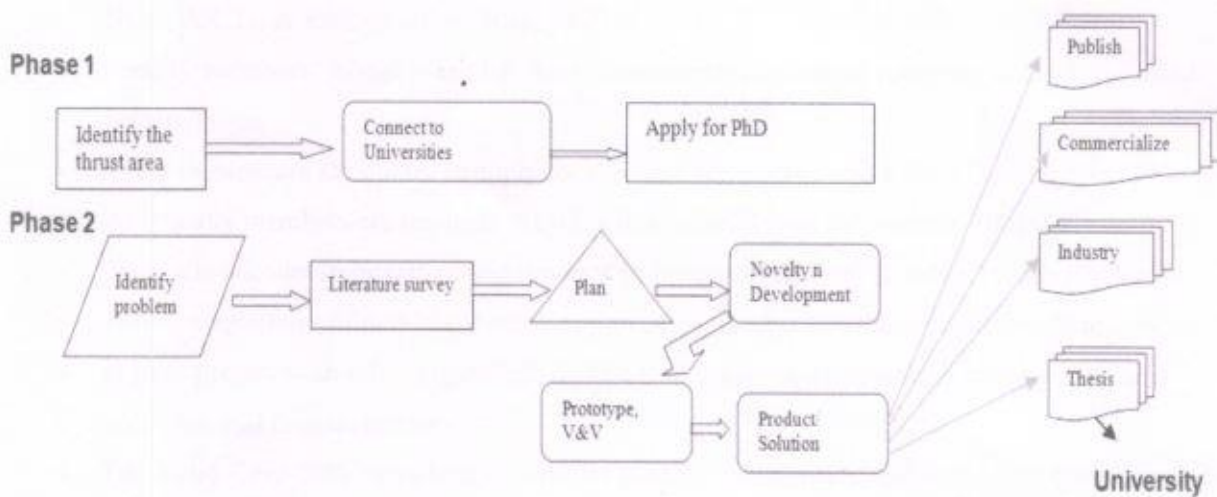 Phase 1
Identify the
thrust area
Connect to
Universities
Apply for PhD
Publish
Commercialize
Industry
Thesis
University
Phase 2
Identify
problem
Literature survey
Plan
Novelty n
Development
Prototype,
V&V
Product
Solution